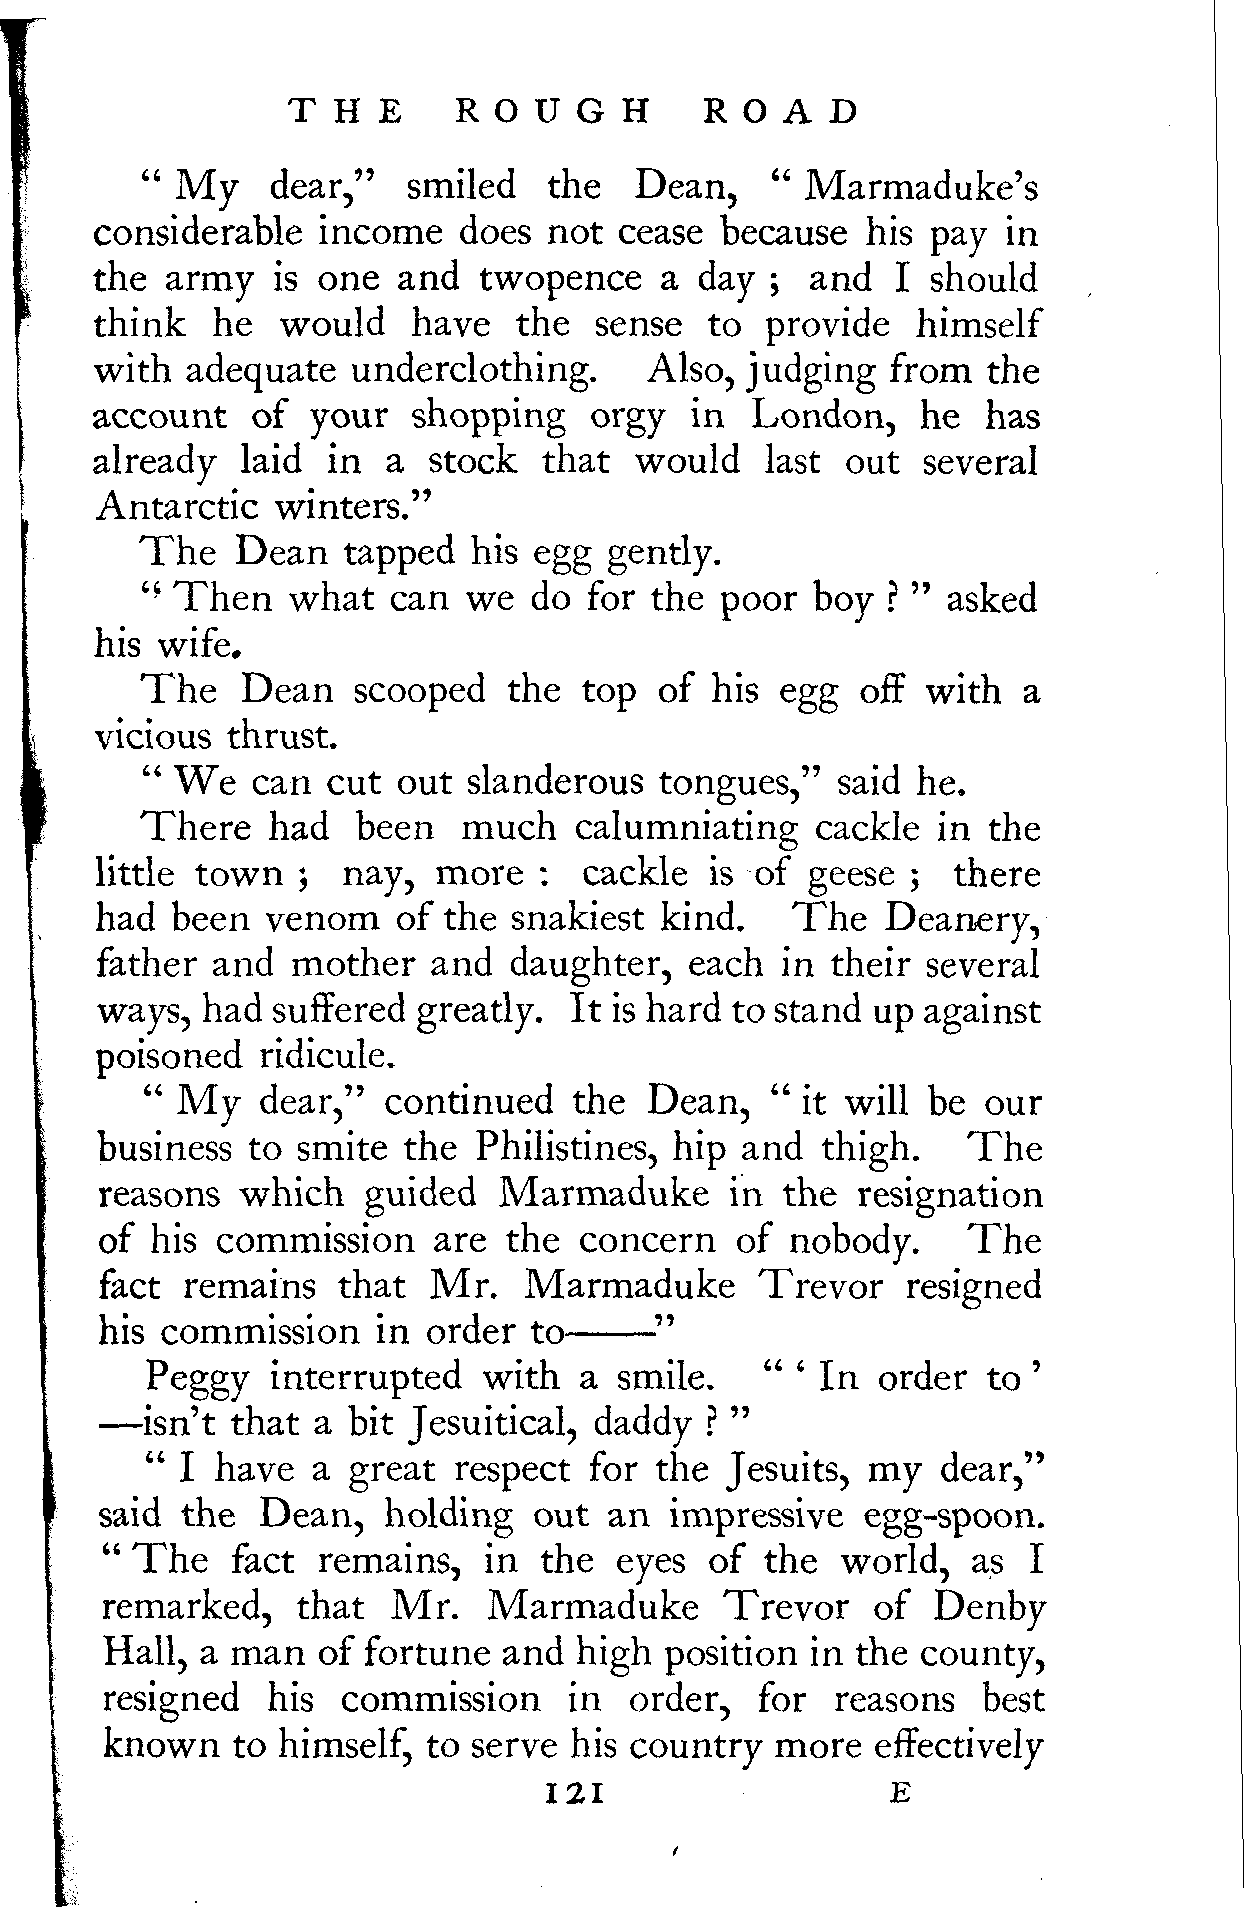 THE ROUGH ROAD
“ My dear,” smiled the Dean, “ Marmaduke’s
considerable income does not cease because his pay in
the army is one and twopence a day ; and I should
think he would have the sense to provide himself
with adequate underclothing. Also, judging from the
account of your shopping orgy in London, he has
already laid in a stock that would last out several
Antarctic winters.”
The Dean tapped his egg gently.
“ Then what can we do for the poor boy ? ” asked
his wife.
The Dean scooped the top of his egg off with a
vicious thrust.
“ We can cut out slanderous tongues,” said he.
There had been much calumniating cackle in the
little town ; nay, more : cackle is of geese ; there
had been venom of the snakiest kind. The Deanery,
father and mother and daughter, each in their several
ways, had suffered greatly. It is hard to stand up against
poisoned ridicule.
“ My dear,” continued the Dean, “ it will be our
business to smite the Philistines, hip and thigh. The
reasons which guided Marmaduke in the resignation
of his commission are the concern of nobody. The
fact remains that Mr. Marmaduke Trevor resigned
his commission in order to——”
Peggy interrupted with a smile. “ ‘ In order to ’
—isn’t that a bit Jesuitical, daddy ? ”
“ I have a great respect for the Jesuits, my dear,”
said the Dean, holding out an impressive egg-spoon.
“ The fact remains, in the eyes of the world, as I
remarked, that Mr. Marmaduke Trevor of Denby
Hall, a man of fortune and high position in the county,
resigned his commission in order, for reasons best
known to himself, to serve his country more effectively
121 E